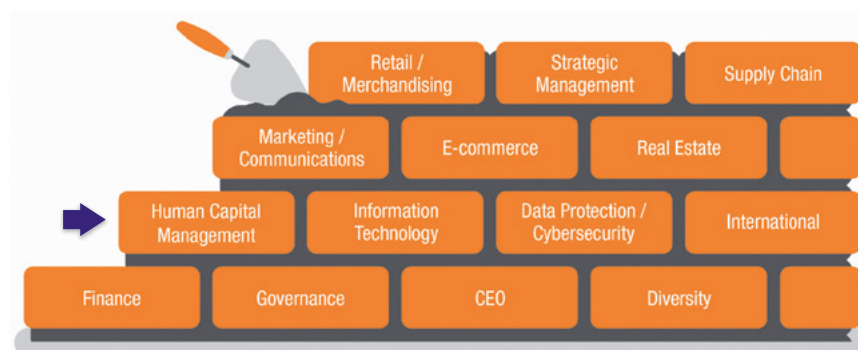 Retail /
Merchandising
Strategic
Management
Supply Chain
Marketing /
Communications
E-commerce
Real Estate
Human Capital
Management
Information
Technology
Data Protection /
Cybersecurity
International
Finance
Governance
CEO
Diversity